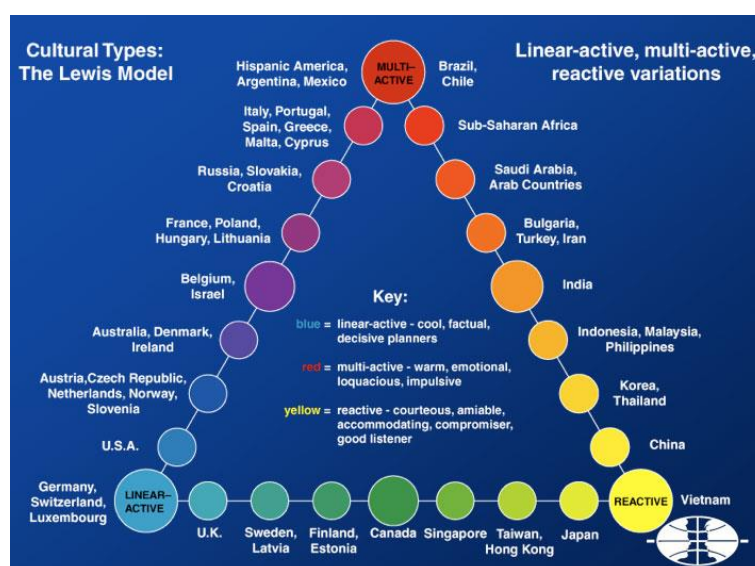 Cultural Types:
The Lewis Model
Linear-active, multi-active,
reactive variations
Hispanic America,
Argentina, Mexico
MULTI-
ACTIVE
Brazil,
Chile
Italy, Portugal,
Spain, Greece,
Malta, Cyprus
Sub-Saharan Africa
Russia, Slovakia,
Croatia
Saudi Arabia,
Arab Countries
France, Poland,
Hungary, Lithuania
Bulgaria,
Turkey, Iran
Belgium,
Israel
India
Key:
blue = linear-active - cool, factual,
decisive planners
red = multi-active - warm, emotional,
loquacious, impulsive
yellow = reactive - courteous, amiable,
accommodating, compromiser,
good listener
Australia, Denmark,
Ireland
Indonesia, Malaysia,
Philippines
Austria,Czech Republic,
Netherlands, Norway,
Slovenia
Korea,
Thailand
U.S.A.
China
Germany,
Switzerland,
Luxembourg
LINEAR-
ACTIVE
REACTIVE
Vietnam
U.K.
Sweden,
Latvia
Finland,
Estonia
Canada
Singapore
Taiwan,
Hong Kong
Japan